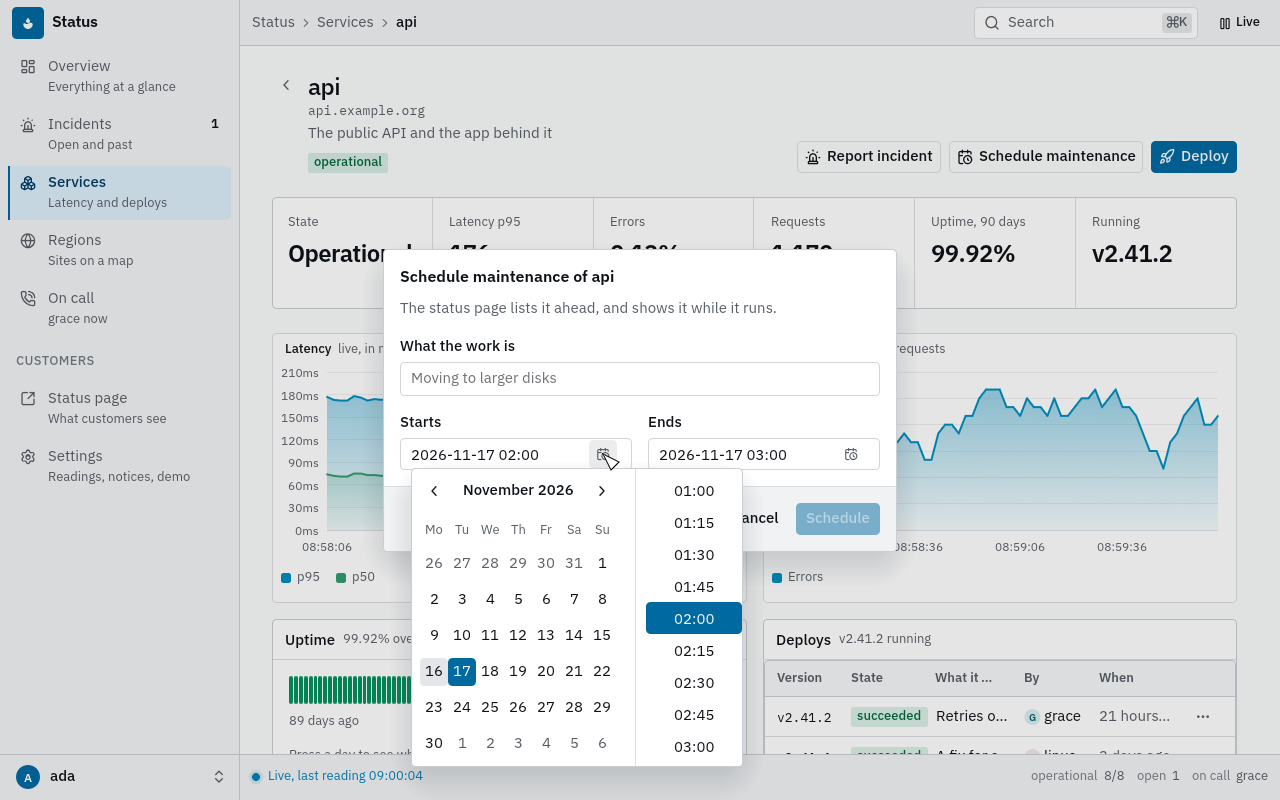 Status
Status > Services > api
Search ⌘K
Live
Overview
Everything at a glance
Incidents 1
Open and past
Services
Latency and deploys
Regions
Sites on a map
On call
grace now
CUSTOMERS
Status page
What customers see
Settings
Readings, notices, demo
A ada
api
api.example.org
The public API and the app behind it
operational
Report incident
Schedule maintenance
Deploy
State
Operational
Latency p95
Errors
Requests
Uptime, 90 days
99.92%
Running
v2.41.2
Schedule maintenance of api
The status page lists it ahead, and shows it while it runs.
What the work is
Moving to larger disks
Starts
2026-11-17 02:00
Ends
2026-11-17 03:00
Schedule
November 2026
Mo Tu We Th Fr Sa Su
26 27 28 29 30 31 1
2 3 4 5 6 7 8
9 10 11 12 13 14 15
16 17 18 19 20 21 22
23 24 25 26 27 28 29
30 1 2 3 4 5 6
01:00
01:15
01:30
01:45
02:00
02:15
02:30
02:45
03:00
Latency live, in
210ms
180ms
150ms
120ms
90ms
60ms
30ms
0ms
08:58:06
p95 p50
requests
08:58:36 08:59:06 08:59:36
Errors
Uptime 99.92%
89 days ago
Press a day to see
Deploys v2.41.2 running
Version State What it ... By When
v2.41.2 succeeded Retries o... G grace 21 hours...
Live, last reading 09:00:04
operational 8/8 open 1 on call grace